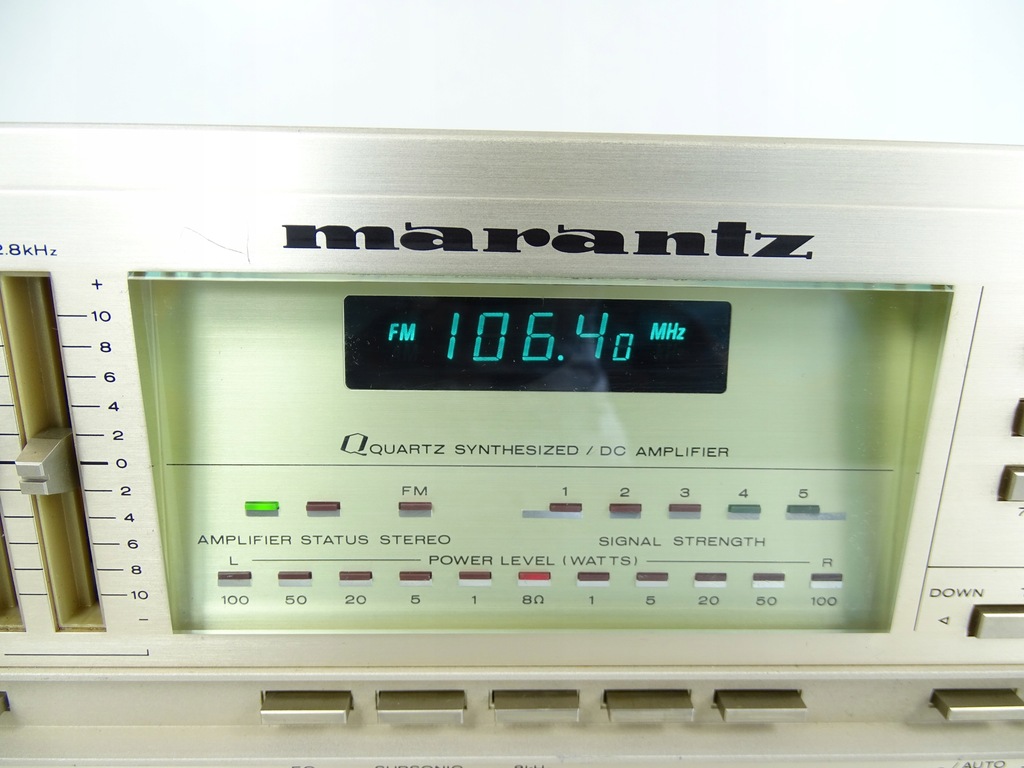 marantz
2.8kHz
+
10
8
6
4
2
0
2
4
6
8
10
-
FM 106.40 MHz
QUARTZ SYNTHESIZED / DC AMPLIFIER
FM
1 2 3 4 5
AMPLIFIER STATUS STEREO
SIGNAL STRENGTH
L POWER LEVEL (WATTS) R
100 50 20 5 1 8Ω 1 5 20 50 100
DOWN
AUTO